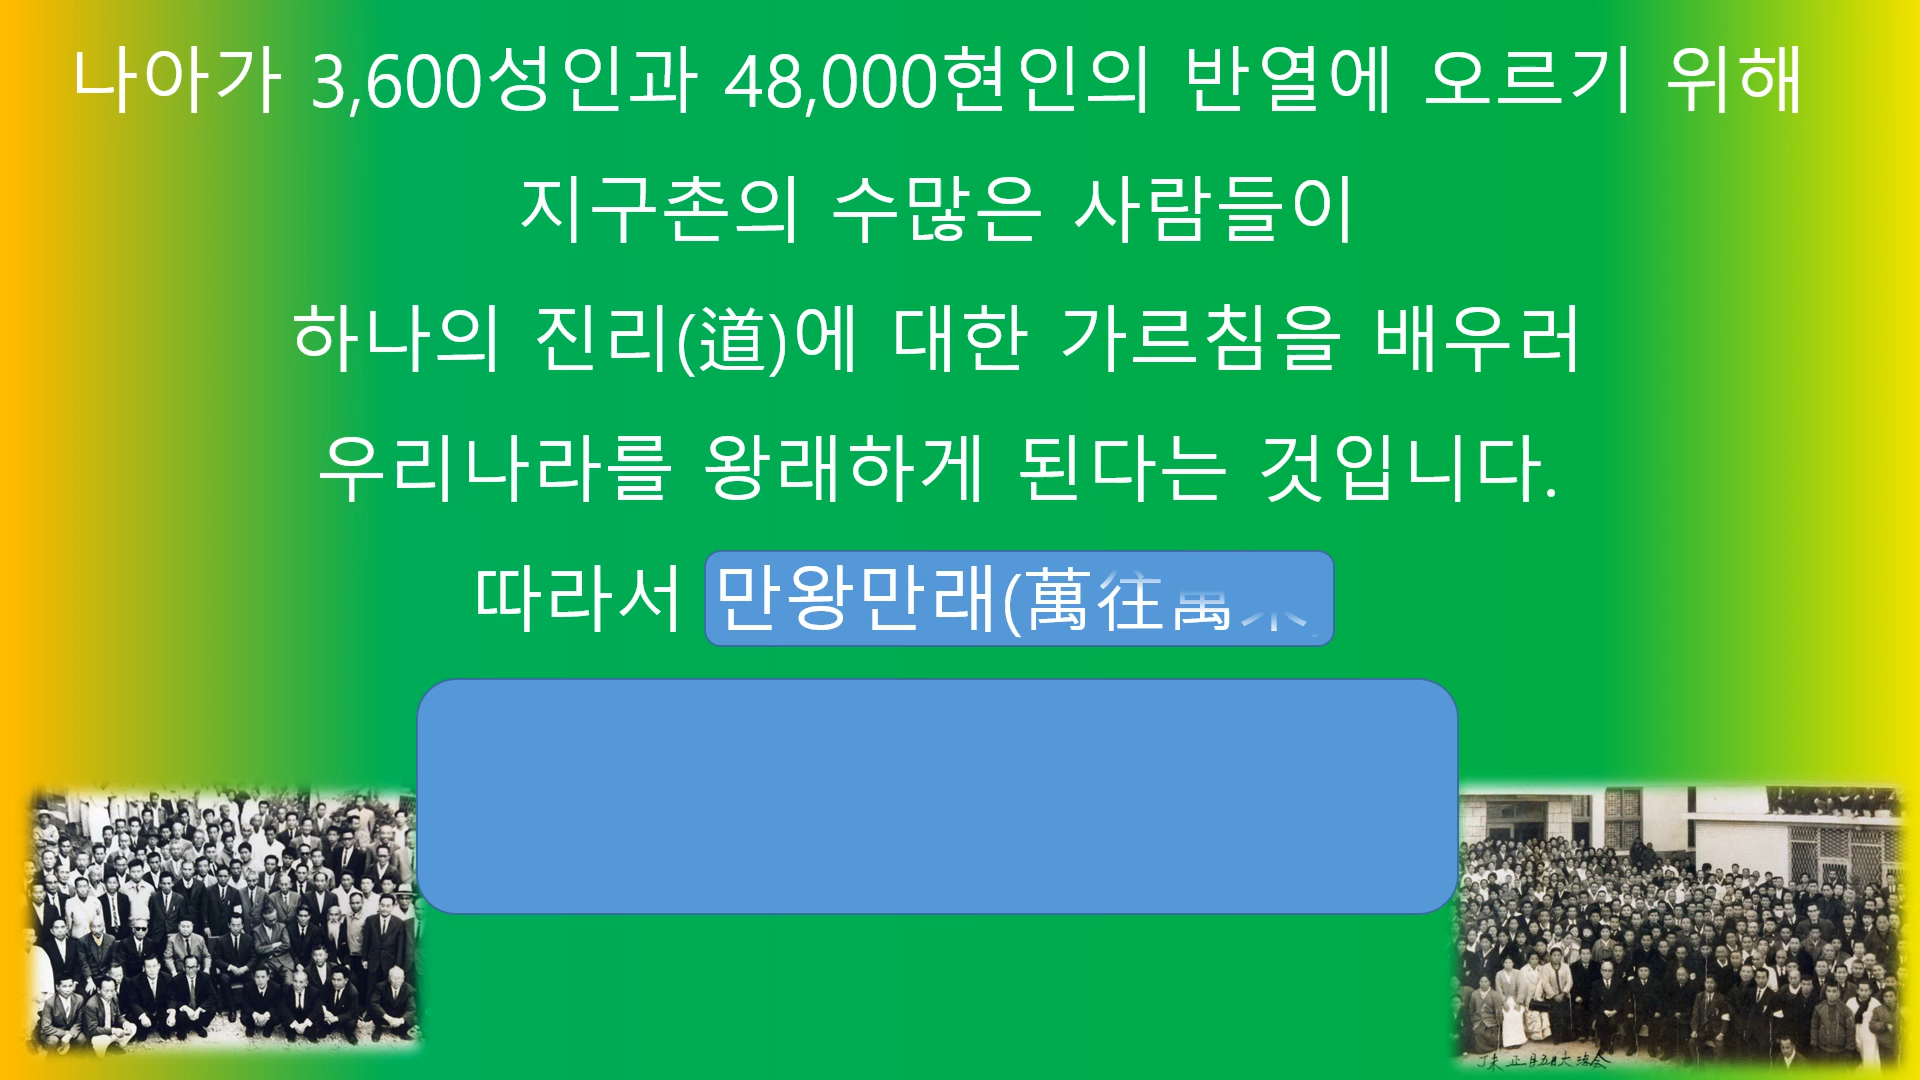 나아가 3,600성인과 48,000현인의 반열에 오르기 위해
지구촌의 수많은 사람들이
하나의 진리(道)에 대한 가르침을 배우러
우리나라를 왕래하게 된다는 것입니다.
따라서 만왕만래(萬往萬